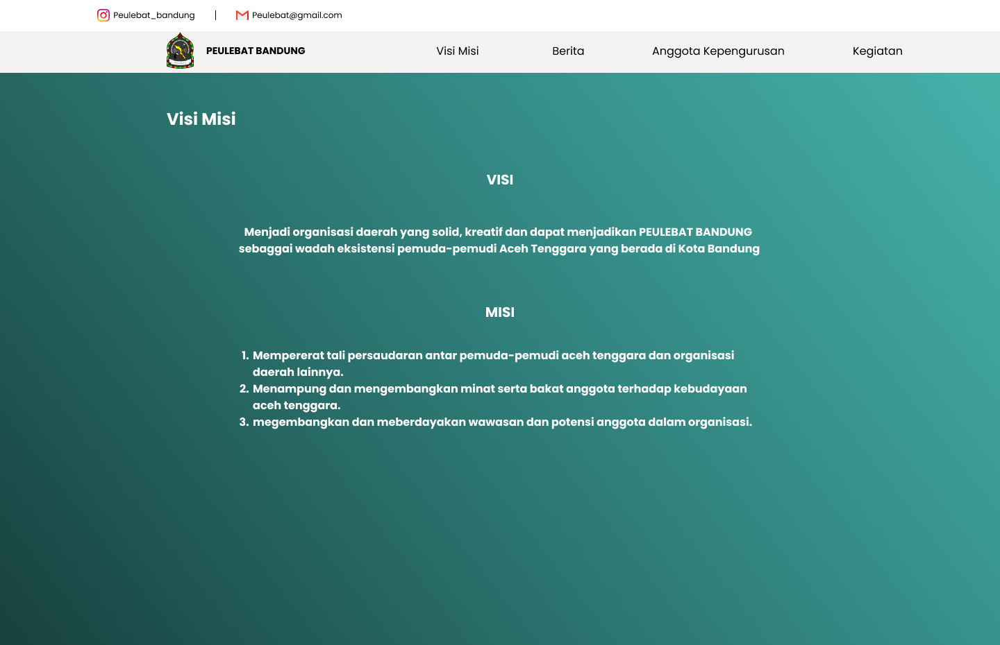 Peulebat_bandung
Peulebat@gmail.com
PEULEBAT BANDUNG
Visi Misi
Berita
Anggota Kepengurusan
Kegiatan
Visi Misi
VISI
Menjadi organisasi daerah yang solid, kreatif dan dapat menjadikan PEULEBAT BANDUNG
sebaggai wadah eksistensi pemuda-pemudi Aceh Tenggara yang berada di Kota Bandung
MISI
1. Mempererat tali persaudaran antar pemuda-pemudi aceh tenggara dan organisasi
daerah lainnya.
2. Menampung dan mengembangkan minat serta bakat anggota terhadap kebudayaan
aceh tenggara.
3. megembangkan dan meberdayakan wawasan dan potensi anggota dalam organisasi.